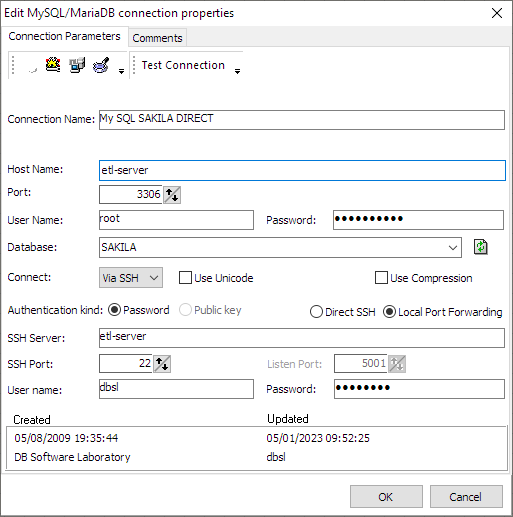 Edit MySQL/MariaDB connection properties
Connection Parameters Comments
Test Connection
Connection Name: My SQL SAKILA DIRECT
Host Name: etl-server
Port: 3306
User Name: root Password: ●●●●●●●●●●
Database: SAKILA
Connect: Via SSH Use Unicode Use Compression
Authentication kind: Password Public key Direct SSH Local Port Forwarding
SSH Server: etl-server
SSH Port: 22 Listen Port: 5001
User name: dbsl Password: ●●●●●●●●
Created Updated
05/08/2009 19:35:44 05/01/2023 09:52:25
DB Software Laboratory dbsl
OK Cancel